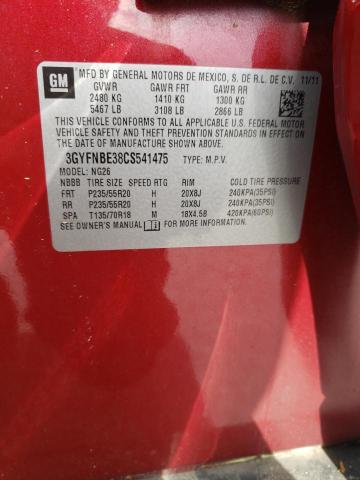 GM
MFD BY GENERAL MOTORS DE MEXICO, S. DE R.L. DE C.V. 11/11
GVWR GAWR FRT GAWR RR
2480 KG 1410 KG 1300 KG
5467 LB 3108 LB 2866 LB
THIS VEHICLE CONFORMS TO ALL APPLICABLE U.S. FEDERAL MOTOR
VEHICLE SAFETY, BUMPER, AND THEFT PREVENTION STANDARDS
IN EFFECT ON THE DATE OF MANUFACTURE SHOWN ABOVE.
3GYFNBE38CS541475 TYPE: M.P.V.
MODEL: NG26
NBBB TIRE SIZE SPEED RTG RIM COLD TIRE PRESSURE
FRT P235/55R20 H 20X8J 240KPA(35PSI)
RR P235/55R20 H 20X8J 240KPA(35PSI)
SPA T135/70R18 M 18X4.5B 420KPA(60PSI)
SEE OWNER'S MANUAL FOR MORE INFORMATION.